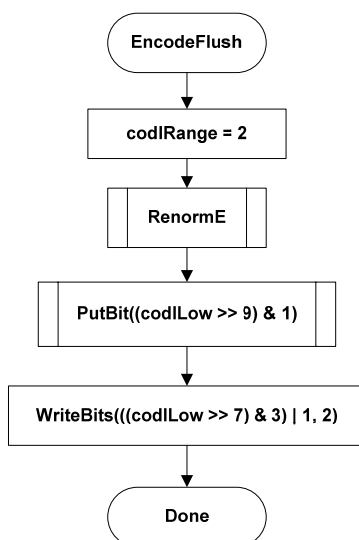 EncodeFlush
codIRange = 2
RenormE
PutBit((codILow >> 9) & 1)
WriteBits(((codILow >> 7) & 3) | 1, 2)
Done